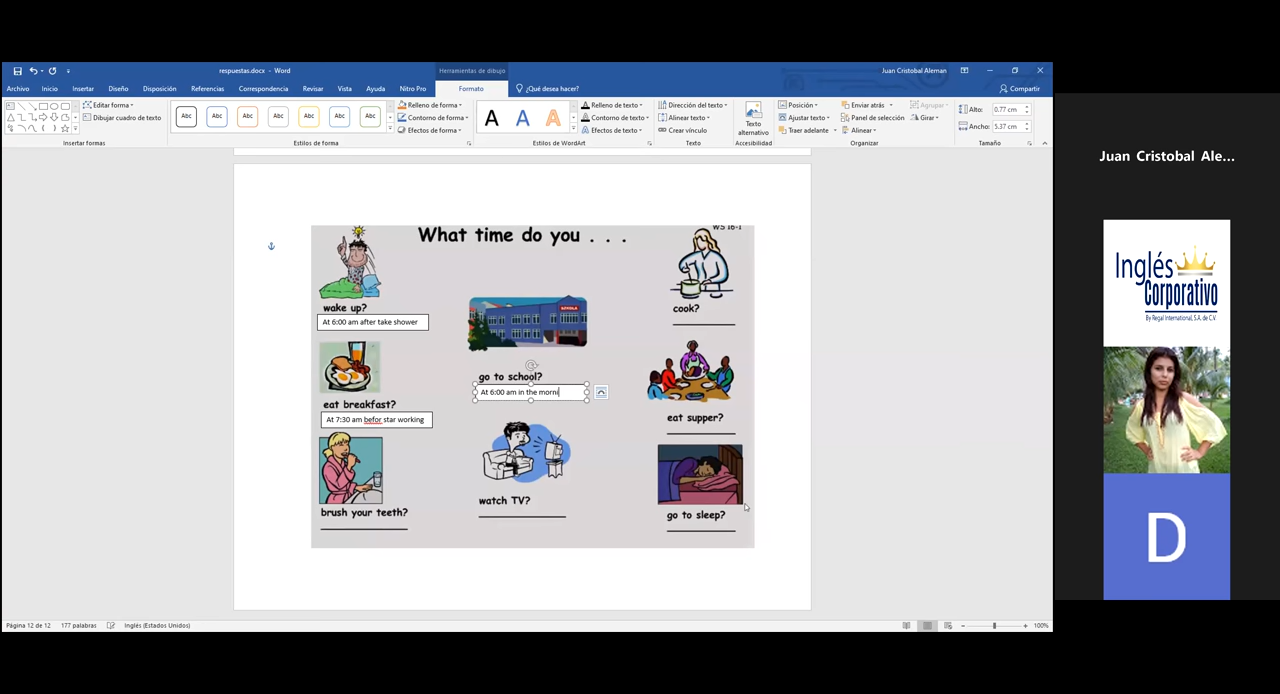 respuestas.docx - Word
Herramientas de dibujo
Juan Cristobal Aleman
Archivo Inicio Insertar Diseño Disposición Referencias Correspondencia Revisar Vista Ayuda Nitro Pro Formato ¿Qué desea hacer? Compartir
Editar forma
Dibujar cuadro de texto
Insertar formas
Abc Abc Abc Abc Abc Abc Abc
Relleno de forma
Contorno de forma
Efectos de forma
Estilos de forma
A A A
Relleno de texto
Contorno de texto
Efectos de texto
Estilos de WordArt
Dirección del texto
Alinear texto
Crear vínculo
Texto
Texto
alternativo
Accesibilidad
Posición
Ajustar texto
Traer adelante
Enviar atrás
Panel de selección
Alinear
Agrupar
Girar
Organizar
Alto: 0.77 cm
Ancho: 5.37 cm
Tamaño
What time do you . . .
WS 16-1
wake up?
At 6:00 am after take shower
eat breakfast?
At 7:30 am befor star working
brush your teeth?
go to school?
At 6:00 am in the morni
watch TV?
cook?
eat supper?
go to sleep?
Página 12 de 12 177 palabras Inglés (Estados Unidos) 100%
Juan Cristobal Ale...
Inglés
Corporativo
By Regal International, S.A. de C.V.
D